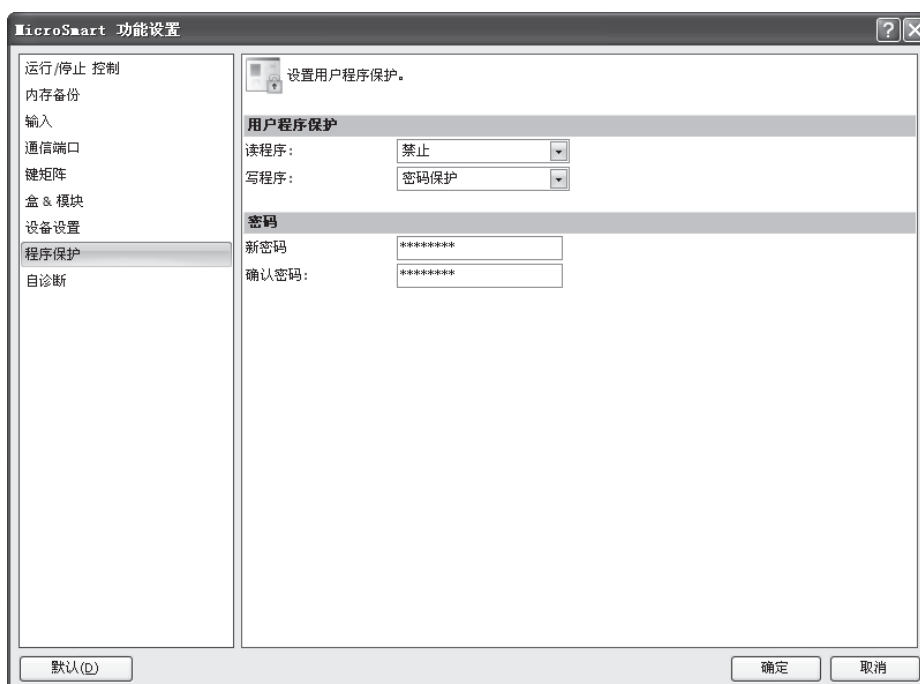 MicroSmart 功能设置
运行/停止 控制
内存备份
输入
通信端口
键矩阵
盒 & 模块
设备设置
程序保护
自诊断
设置用户程序保护。
用户程序保护
读程序: 禁止
写程序: 密码保护
密码
新密码 ********
确认密码: ********
默认(D) 确定 取消